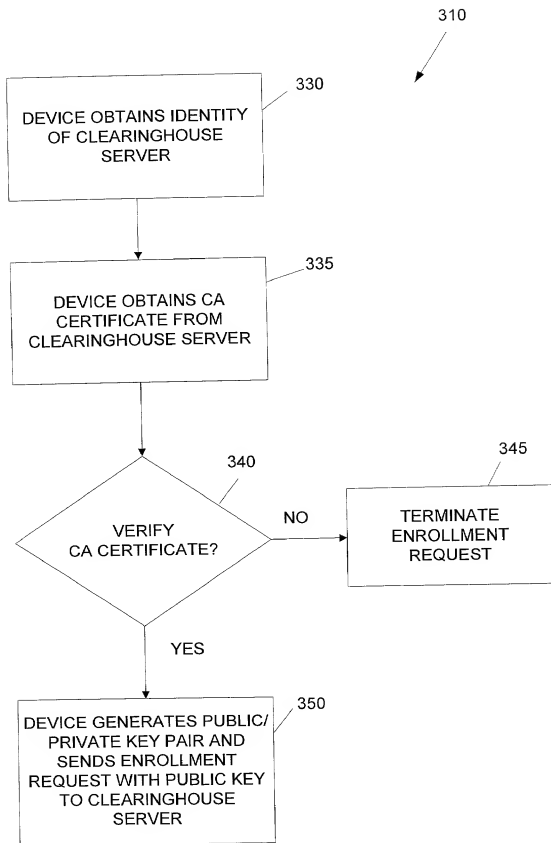 310
330
DEVICE OBTAINS IDENTITY
OF CLEARINGHOUSE
SERVER
335
DEVICE OBTAINS CA
CERTIFICATE FROM
CLEARINGHOUSE SERVER
340
VERIFY
CA CERTIFICATE?
NO
345
TERMINATE
ENROLLMENT
REQUEST
YES
350
DEVICE GENERATES PUBLIC/
PRIVATE KEY PAIR AND
SENDS ENROLLMENT
REQUEST WITH PUBLIC KEY
TO CLEARINGHOUSE
SERVER